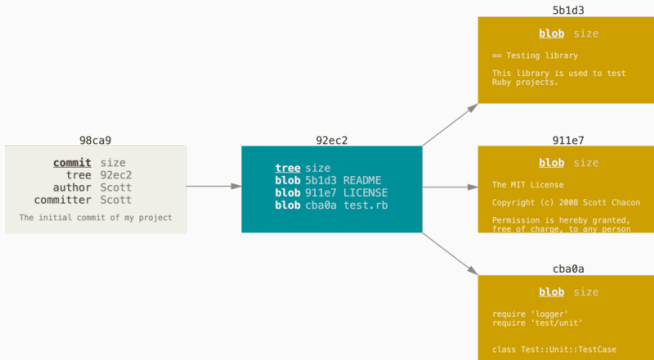 98ca9
commit size
tree 92ec2
author Scott
committer Scott
The initial commit of my project
92ec2
tree size
blob 5b1d3 README
blob 911e7 LICENSE
blob cba0a test.rb
5b1d3
blob size
== Testing library
This library is used to test
Ruby projects.
911e7
blob size
The MIT License
Copyright (c) 2008 Scott Chacon
Permission is hereby granted,
free of charge, to any person
cba0a
blob size
require 'logger'
require 'test/unit'
class Test::Unit::TestCase